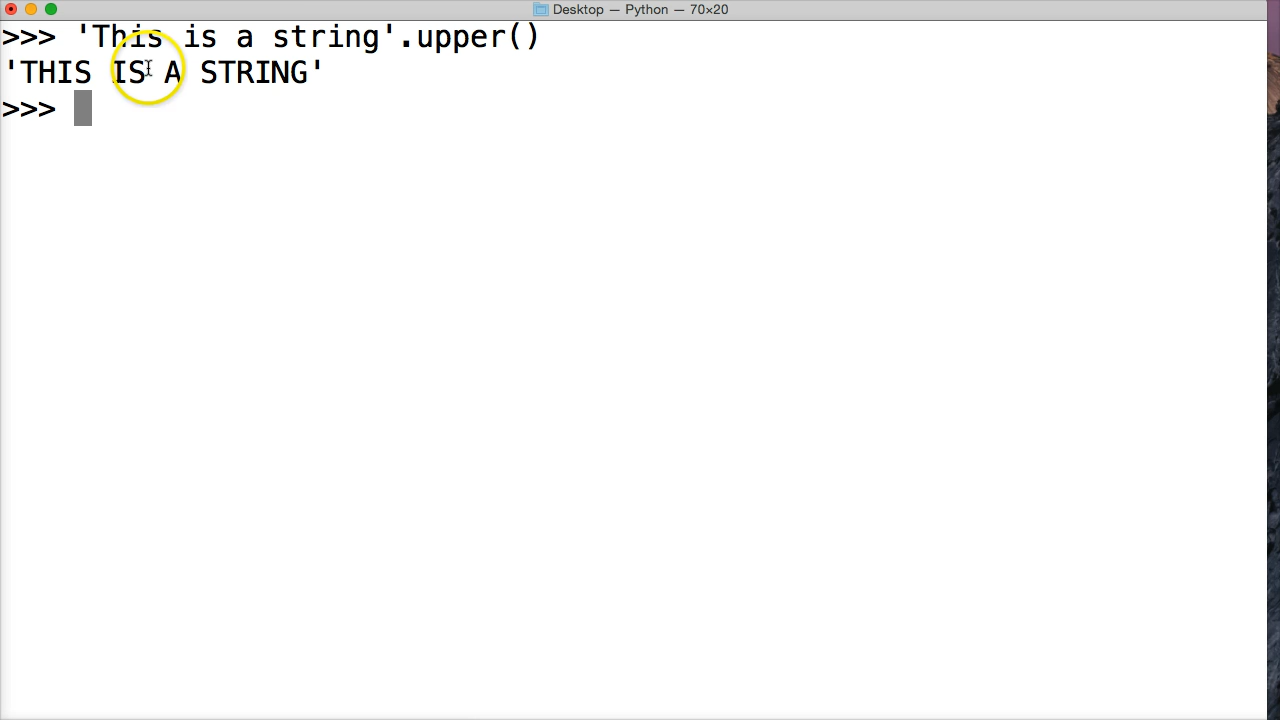 Desktop — Python — 70×20
>>> 'This is a string'.upper()
'THIS IS A STRING'
>>>